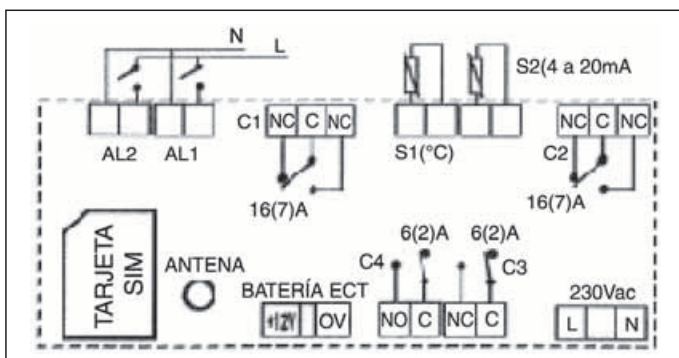 N
L
S2(4 a 20mA
AL2 AL1
C1 NC C NC
S1(°C)
NC C NC
C2
16(7)A
16(7)A
TARJETA
SIM
ANTENA
BATERÍA ECT
+12V 0V
6(2)A 6(2)A
C4 C3
NO C NC C
230Vac
L N